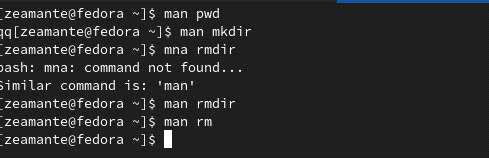 [zeamante@fedora ~]$ man pwd
qq[zeamante@fedora ~]$ man mkdir
[zeamante@fedora ~]$ mna rmdir
bash: mna: command not found...
Similar command is: 'man'
[zeamante@fedora ~]$ man rmdir
[zeamante@fedora ~]$ man rm
[zeamante@fedora ~]$